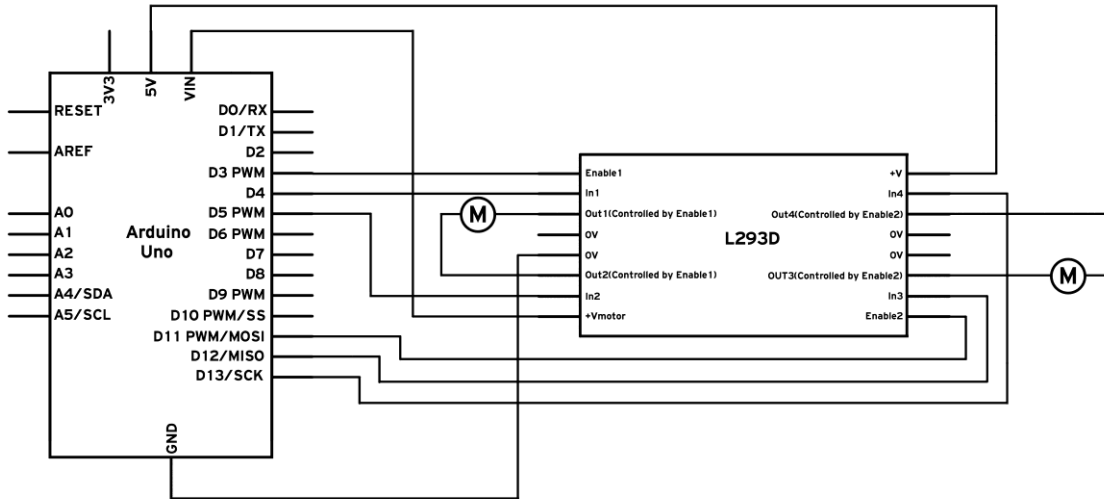 3V3
5V
VIN
RESET
AREF
A0
A1
A2
A3
A4/SDA
A5/SCL
Arduino
Uno
D0/RX
D1/TX
D2
D3 PWM
D4
D5 PWM
D6 PWM
D7
D8
D9 PWM
D10 PWM/SS
D11 PWM/MOSI
D12/MISO
D13/SCK
GND
M
Enable1
In1
Out1(Controlled by Enable1)
0V
0V
Out2(Controlled by Enable1)
In2
+Vmotor
L293D
+V
In4
Out4(Controlled by Enable2)
0V
0V
OUT3(Controlled by Enable2)
In3
Enable2
M